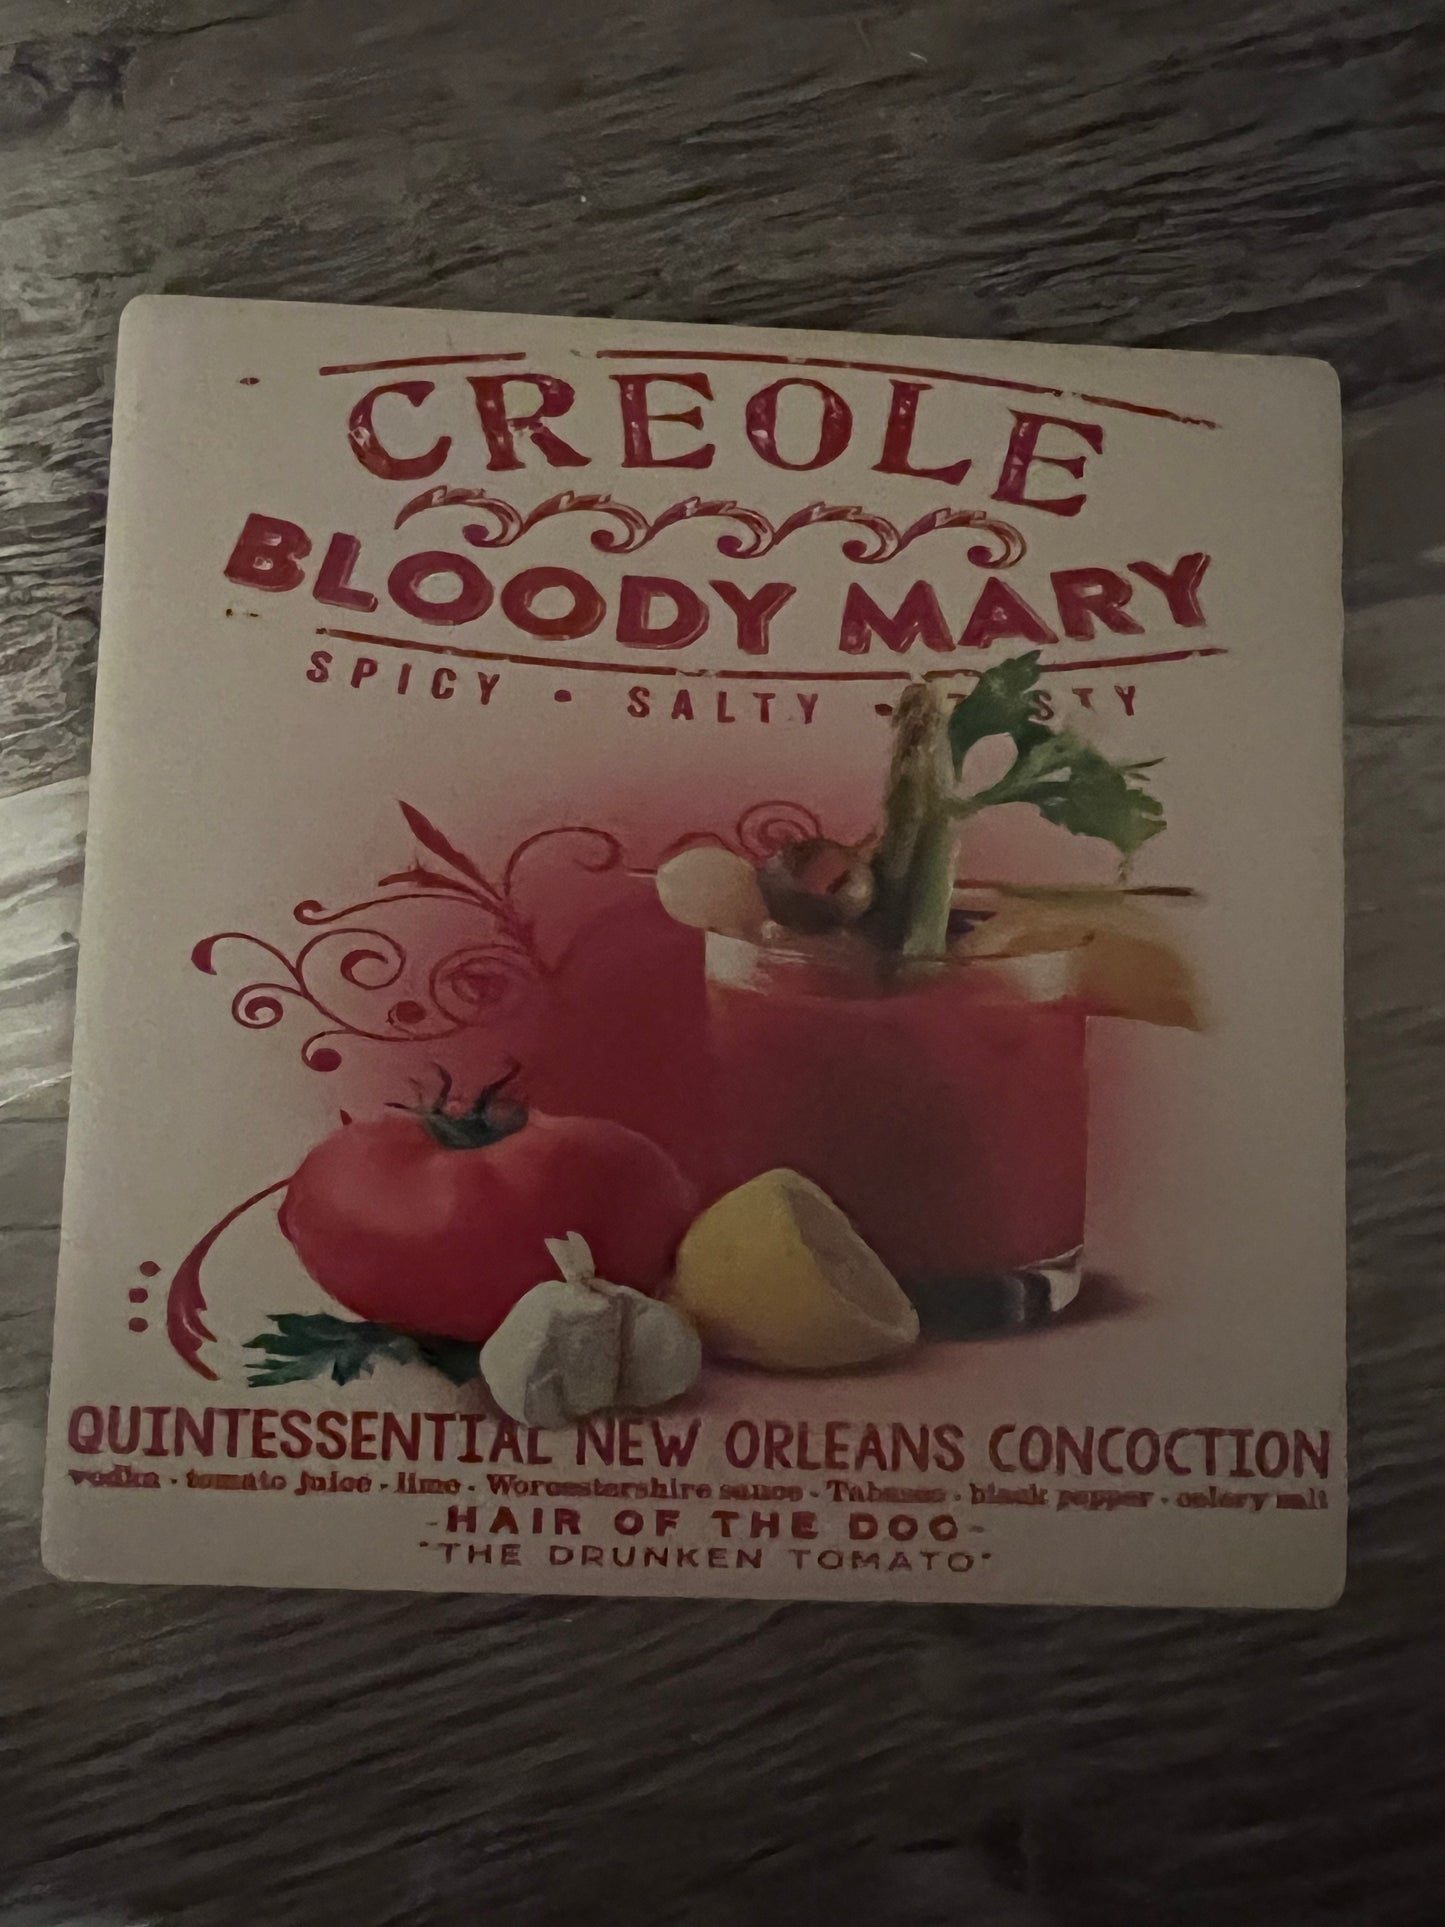 CREOLE
BLOODY MARY
SPICY • SALTY •
QUINTESSENTIAL NEW ORLEANS CONCOCTION
vodka · tomato juice · lime · Worcestershire sauce · Tabasco · black pepper · celery salt
-HAIR OF THE DOG-
"THE DRUNKEN TOMATO"